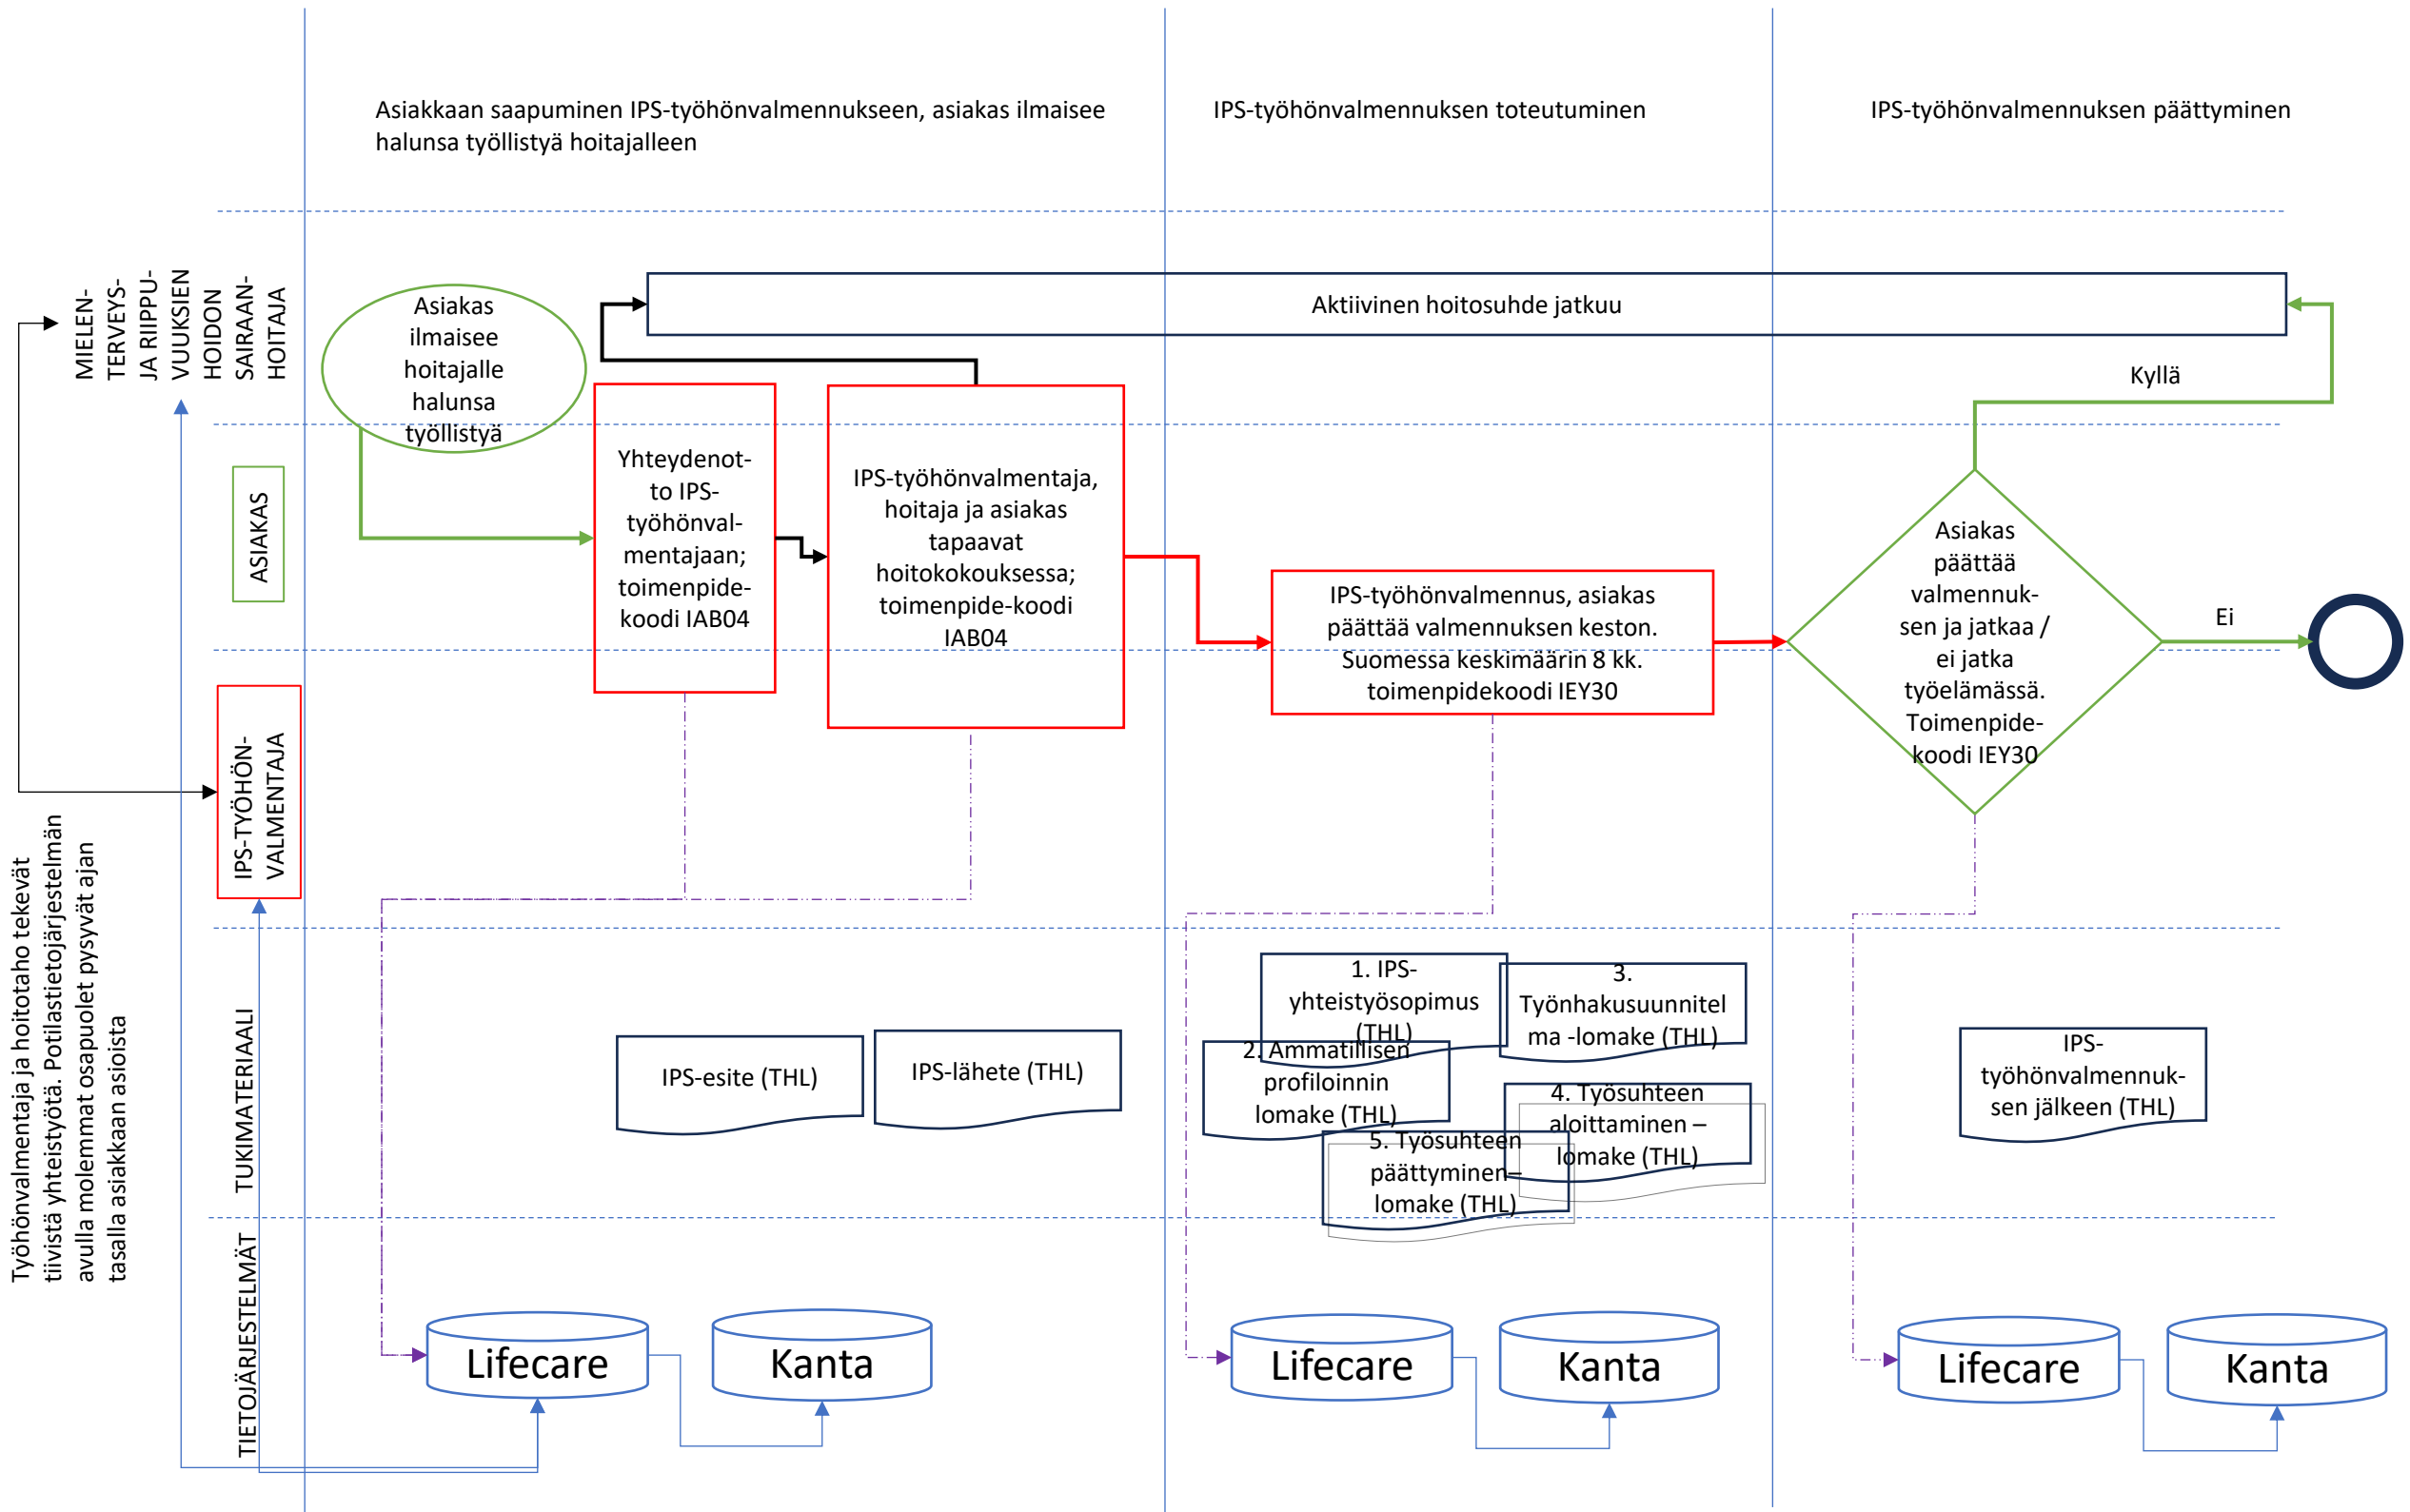 Asiakkaan saapuminen IPS-työhönvalmennukseen, asiakas ilmaisee
halunsa työllistyä hoitajalleen
IPS-työhönvalmennuksen toteutuminen
IPS-työhönvalmennuksen päättyminen
MIELEN-
TERVEYS-
JA RIIPPU-
VUUKSIEN
HOIDON
SAIRAAN-
HOITAJA
Asiakas
ilmaisee
hoitajalle
halunsa
työllistyä
Aktiivinen hoitosuhde jatkuu
Kyllä
ASIAKAS
Yhteydenot-
to IPS-
työhönval-
mentajaan;
toimenpide-
koodi IAB04
IPS-työhönvalmentaja,
hoitaja ja asiakas
tapaavat
hoitokokouksessa;
toimenpide-koodi
IAB04
IPS-työhönvalmennus, asiakas
päättää valmennuksen keston.
Suomessa keskimäärin 8 kk.
toimenpidekoodi IEY30
Asiakas
päättää
valmennuk-
sen ja jatkaa /
ei jatka
työelämässä.
Toimenpide-
koodi IEY30
Ei
IPS-TYÖHÖN-
VALMENTAJA
Työhönvalmentaja ja hoitotaho tekevät
tiivistä yhteistyötä. Potilastietojärjestelmän
avulla molemmat osapuolet pysyvät ajan
tasalla asiakkaan asioista
TUKIMATERIAALI
IPS-esite (THL)
IPS-lähete (THL)
1. IPS-
yhteistyösopimus
(THL)
2. Ammatillisen
profiloinnin
lomake (THL)
3.
Työnhakusuunnitel
ma -lomake (THL)
4. Työsuhteen
aloittaminen –
lomake (THL)
5. Työsuhteen
päättyminen–
lomake (THL)
IPS-
työhönvalmennuk-
sen jälkeen (THL)
TIETOJÄRJESTELMÄT
Lifecare
Kanta
Lifecare
Kanta
Lifecare
Kanta